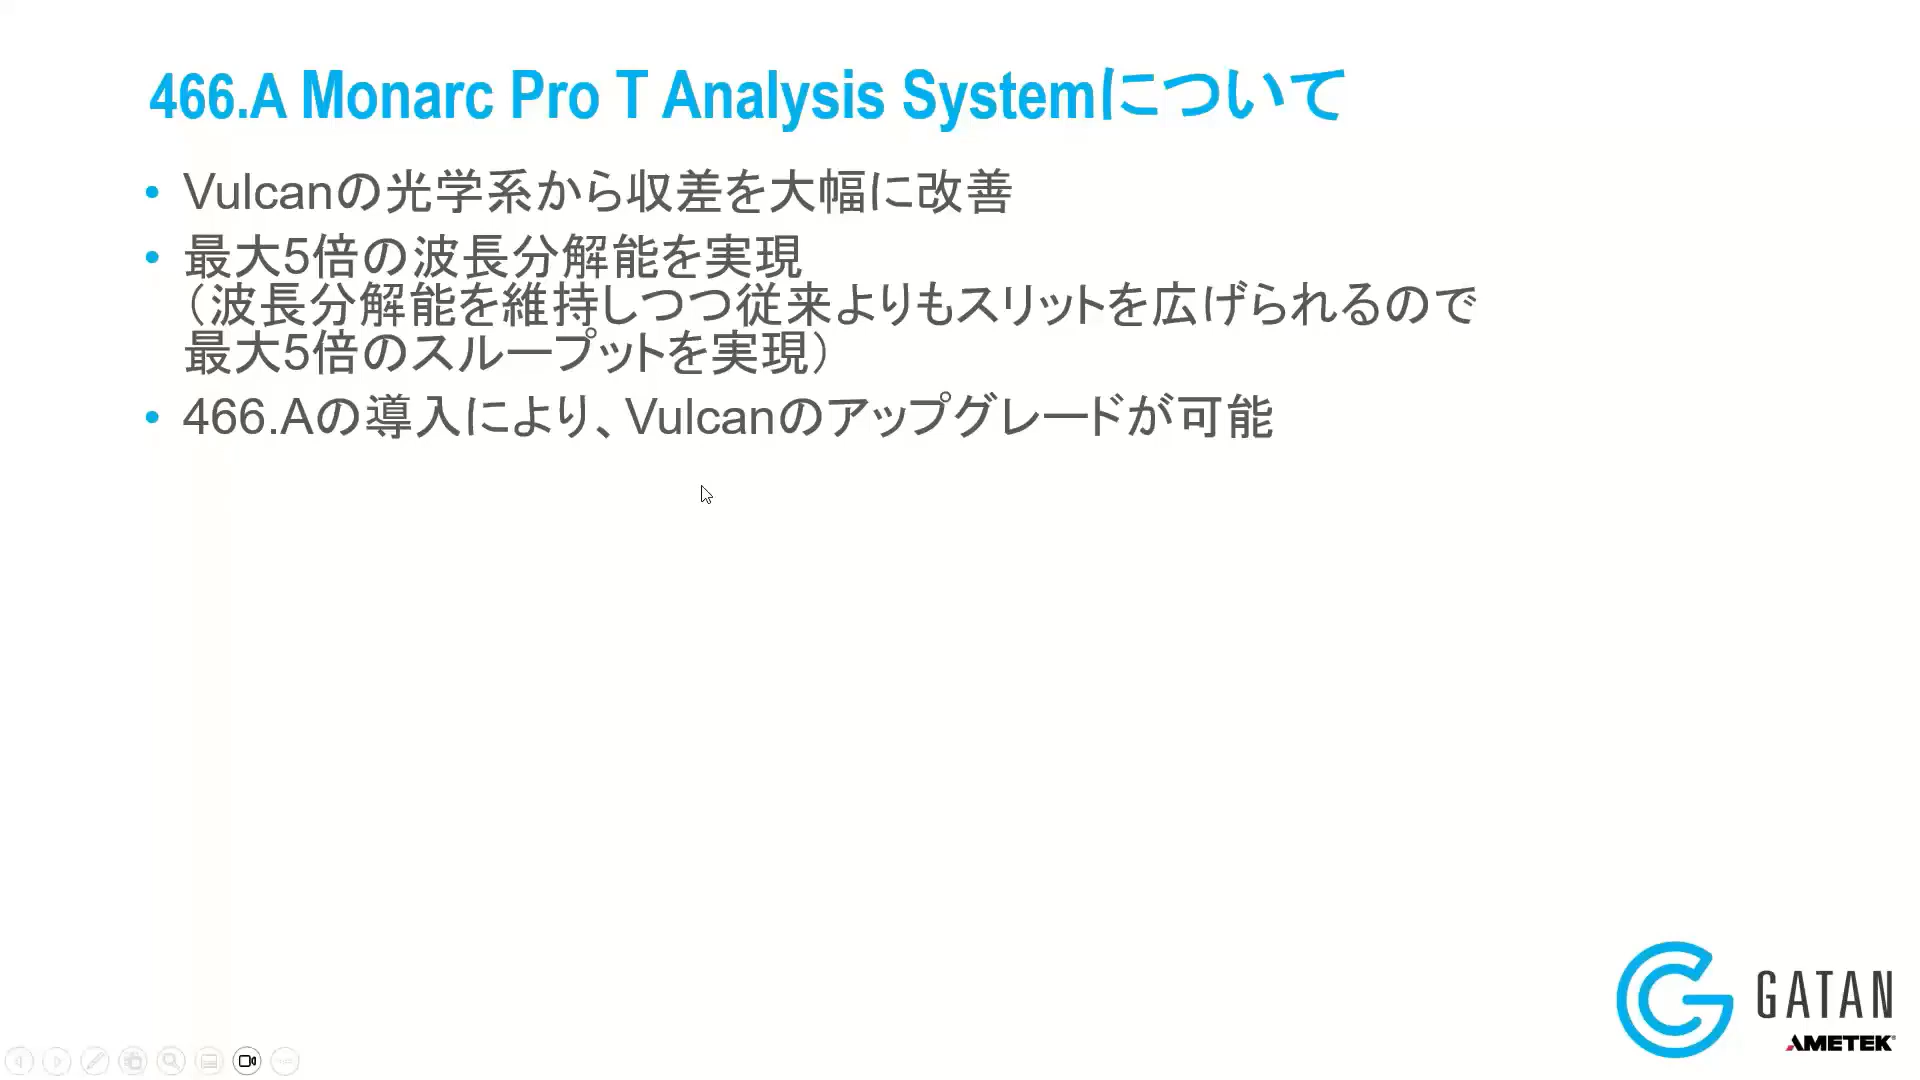 466.A Monarc Pro T Analysis Systemについて
• Vulcanの光学系から収差を大幅に改善
• 最大5倍の波長分解能を実現
（波長分解能を維持しつつ従来よりもスリットを広げられるので
最大5倍のスループットを実現）
• 466.Aの導入により、Vulcanのアップグレードが可能
GATAN
AMETEK®